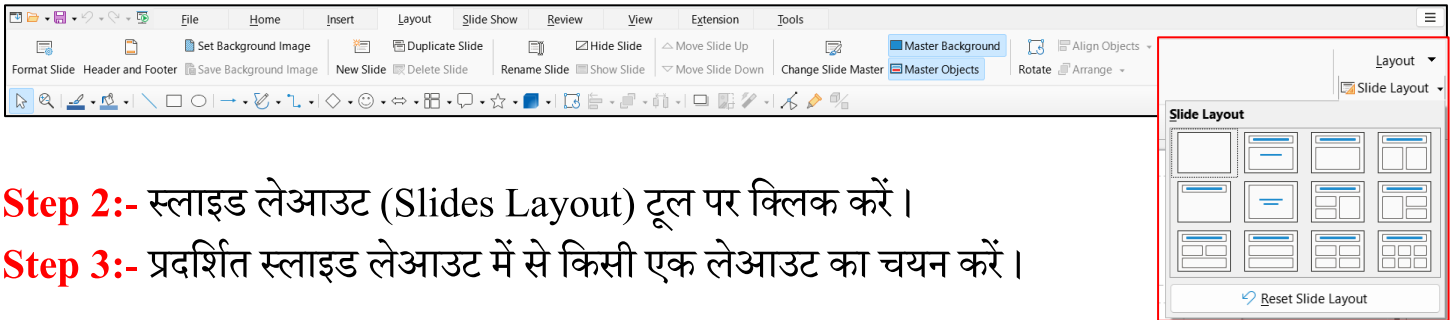 File Home Insert Layout Slide Show Review View Extension Tools
Set Background Image Duplicate Slide Hide Slide Move Slide Up Master Background Align Objects
Format Slide Header and Footer Save Background Image New Slide Delete Slide Rename Slide Show Slide Move Slide Down Change Slide Master Master Objects Rotate Arrange
Layout
Slide Layout
Slide Layout
Reset Slide Layout
Step 2:- स्लाइड लेआउट (Slides Layout) टूल पर क्लिक करें।
Step 3:- प्रदर्शित स्लाइड लेआउट में से किसी एक लेआउट का चयन करें।